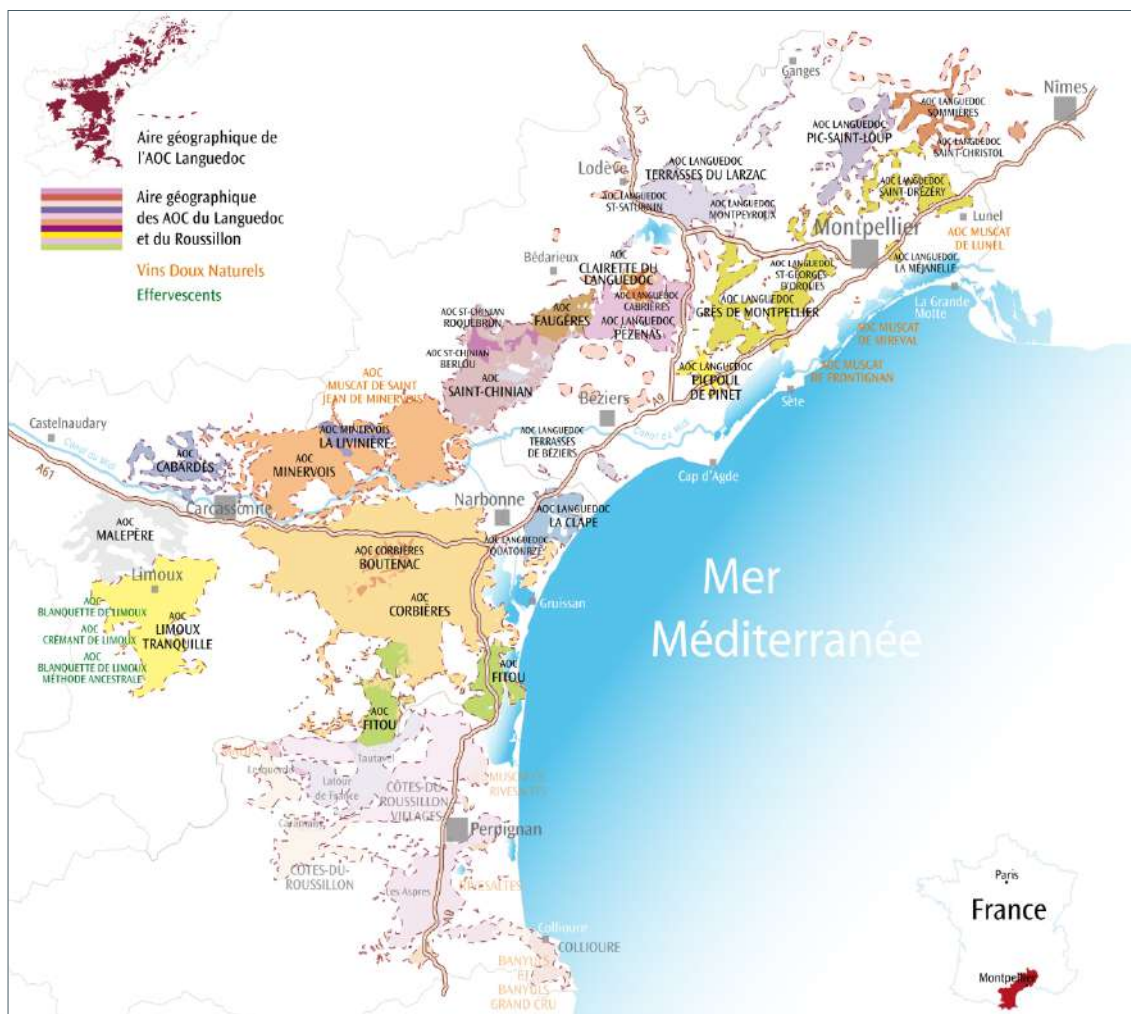 Aire géographique de
l'AOC Languedoc
Aire géographique
des AOC du Languedoc
et du Roussillon
Vins Doux Naturels
Effervescents
Ganges
Nîmes
A75
AOC LANGUEDOC
SOMMIÈRES
AOC LANGUEDOC
PIC-SAINT-LOUP
AOC LANGUEDOC
SAINT-CHRISTOL
Lodève
AOC LANGUEDOC
TERRASSES DU LARZAC
AOC LANGUEDOC
SAINT-DRÉZÉRY
AOC LANGUEDOC
ST-SATURNIN
AOC LANGUEDOC
MONTPEYROUX
Lunel
AOC MUSCAT
DE LUNEL
Montpellier
Bédarieux
AOC
CLAIRETTE DU
LANGUEDOC
AOC LANGUEDOC
ST-GEORGES
D'ORQUES
AOC LANGUEDOC
LA MÉJANELLE
La Grande
Motte
AOC LANGUEDOC
CABRIÈRES
AOC LANGUEDOC
GRÈS DE MONTPELLIER
AOC ST-CHINIAN
ROQUEBRUN
AOC
FAUGÈRES
AOC LANGUEDOC
PÉZENAS
AOC MUSCAT
DE MIREVAL
AOC ST-CHINIAN
BERLOU
AOC MUSCAT
DE FRONTIGNAN
AOC
SAINT-CHINIAN
AOC LANGUEDOC
PICPOUL
DE PINET
AOC
MUSCAT DE SAINT
JEAN DE MINERVOIS
Sète
Béziers
A9
Castelnaudary
Canal du Midi
AOC MINERVOIS
LA LIVINIÈRE
AOC LANGUEDOC
TERRASSES
DE BÉZIERS
Canal du Midi
AOC
CABARDÈS
AOC
MINERVOIS
Cap d'Agde
A61
Carcassonne
Narbonne
AOC LANGUEDOC
LA CLAPE
AOC
MALEPÈRE
AOC LANGUEDOC
QUATOURZE
AOC CORBIÈRES
BOUTENAC
Limoux
Mer
Méditerranée
AOC
BLANQUETTE DE LIMOUX
AOC
CORBIÈRES
Gruissan
AOC
CRÉMANT DE LIMOUX
AOC
LIMOUX
TRANQUILLE
AOC
BLANQUETTE DE LIMOUX
MÉTHODE ANCESTRALE
AOC
FITOU
AOC
FITOU
Tautavel
Lesquerde
Latour
de France
CÔTES-DU-
ROUSSILLON
VILLAGES
MUSCAT DE
RIVESALTES
Caramany
Perpignan
CÔTES-DU-
ROUSSILLON
Les Aspres
RIVESALTES
Collioure
COLLIOURE
BANYULS
ET
BANYULS
GRAND CRU
Paris
France
Montpellier